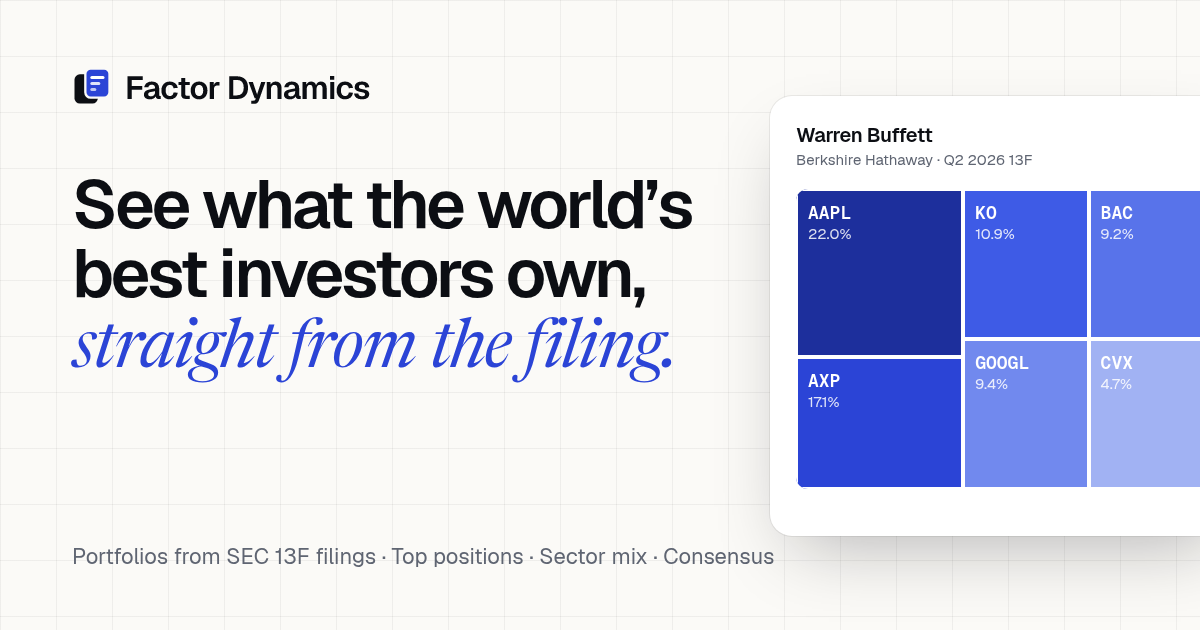 Factor Dynamics
See what the world’s
best investors own,
straight from the filing.
Portfolios from SEC 13F filings · Top positions · Sector mix · Consensus
Warren Buffett
Berkshire Hathaway · Q2 2026 13F
AAPL
22.0%
KO
10.9%
BAC
9.2%
AXP
17.1%
GOOGL
9.4%
CVX
4.7%